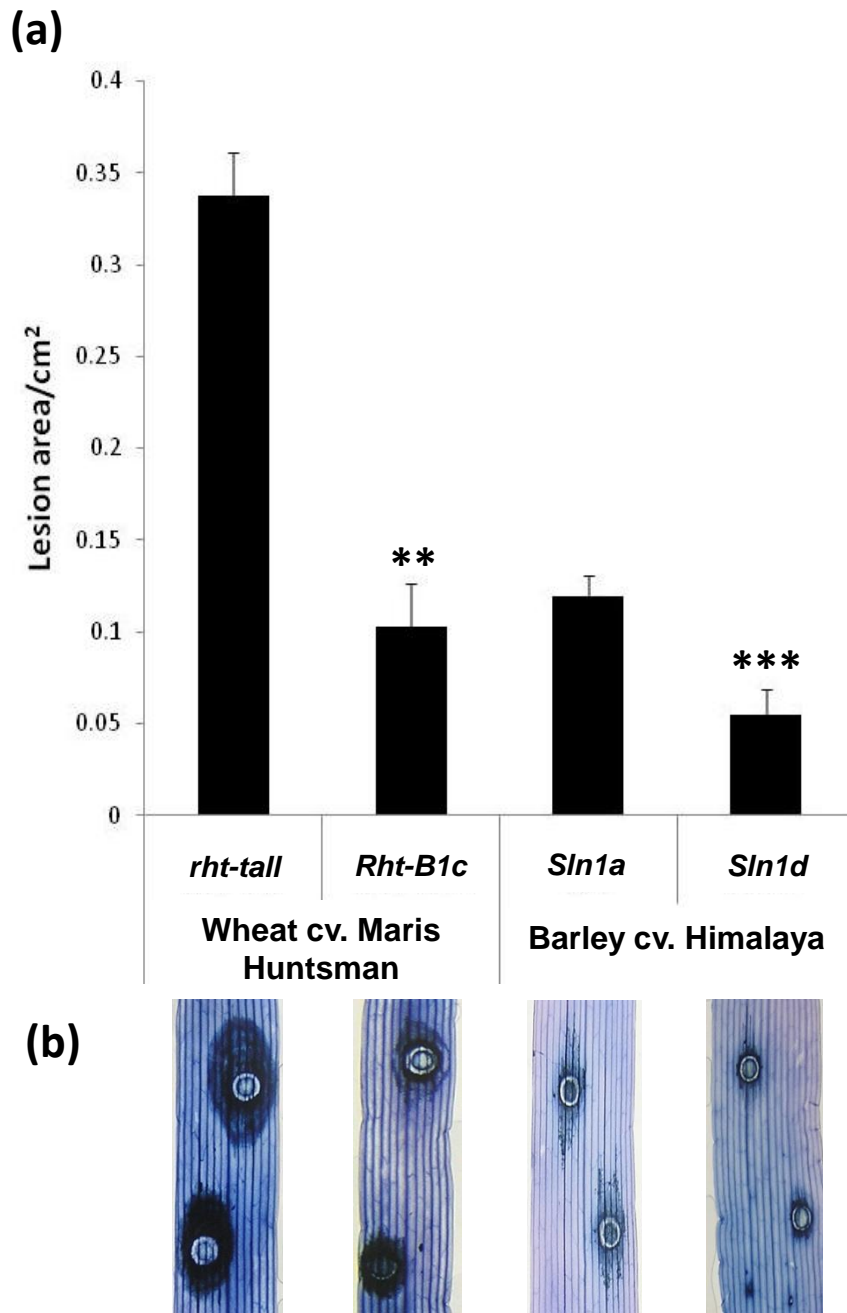 (a)
0.4
0.35
0.3
0.25
0.2
0.15
0.1
0.05
0
Lesion area/cm²
**
***
rht-tall Rht-B1c Sln1a Sln1d
Wheat cv. Maris Huntsman
Barley cv. Himalaya
(b)